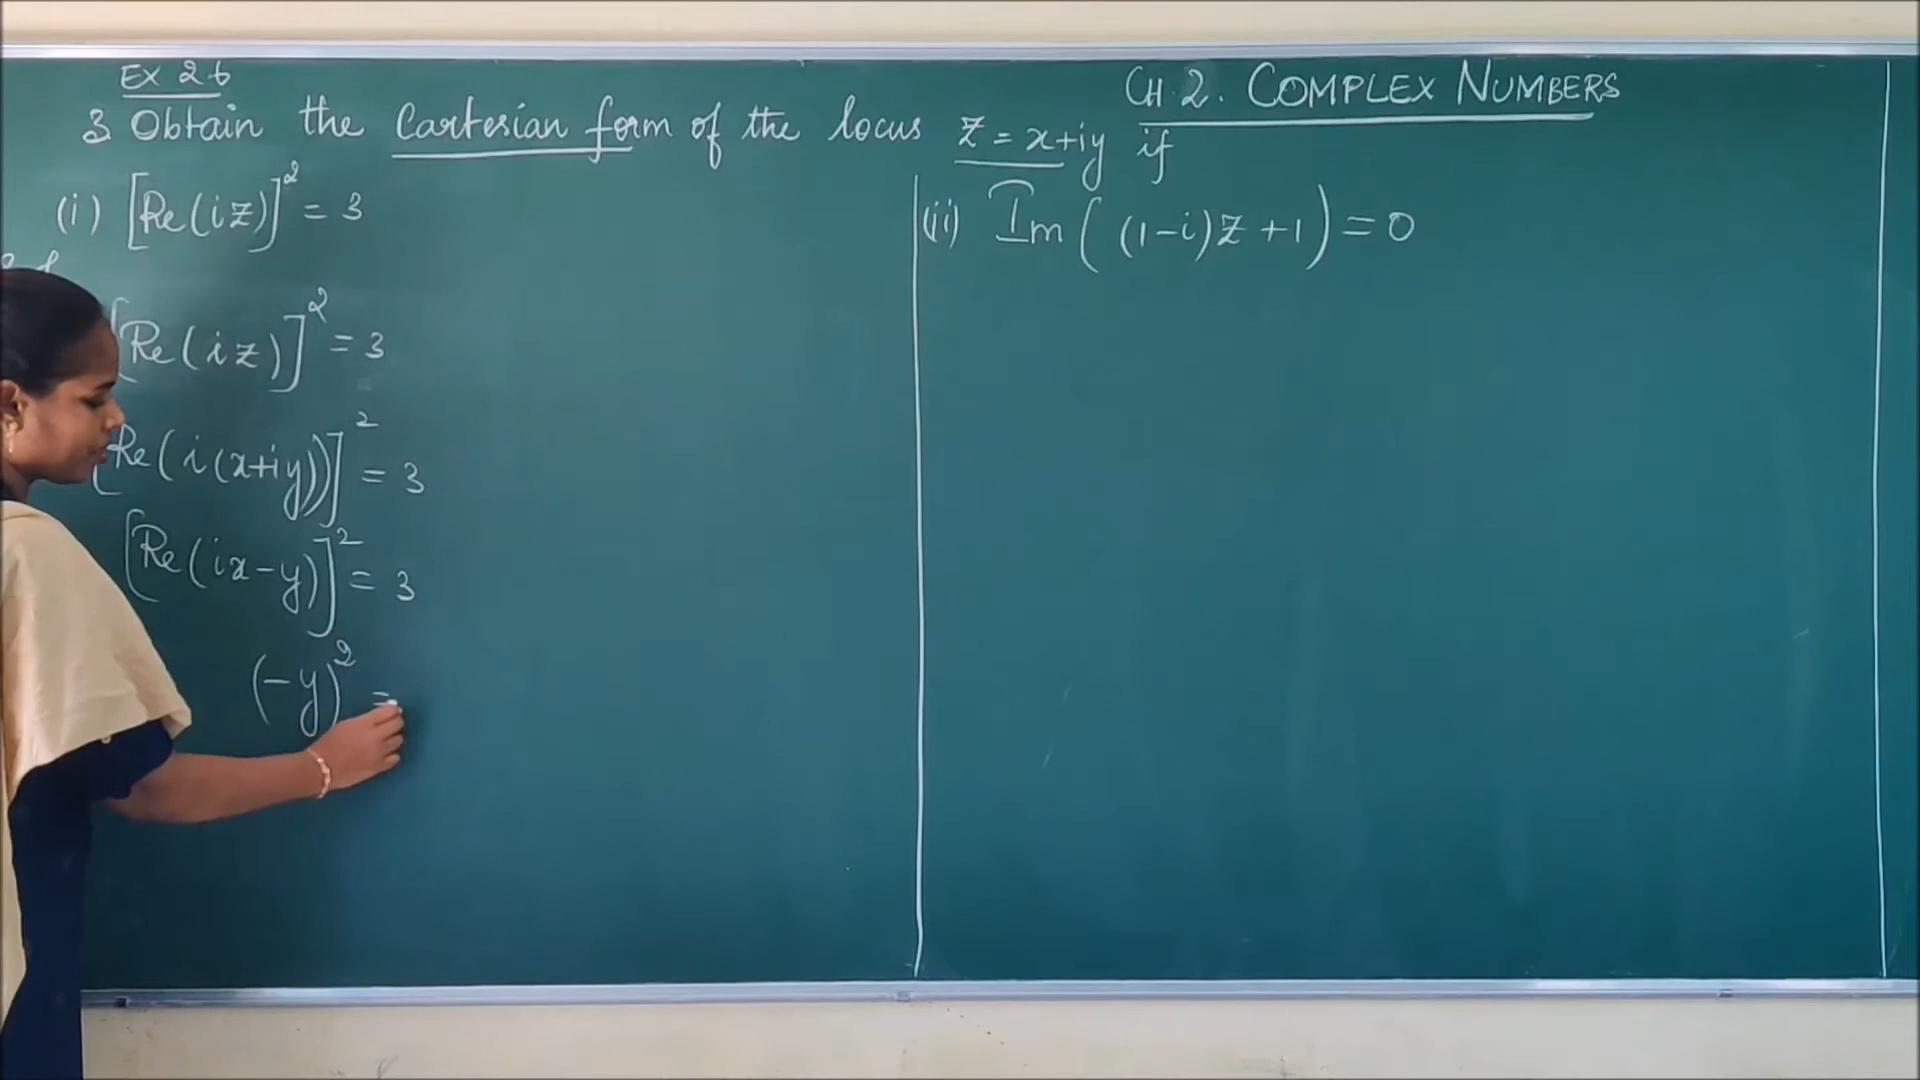 Ex 2.6
CH 2. COMPLEX NUMBERS
3 Obtain the Cartesian form of the locus z = x+iy if
(i) [Re(iz)]² = 3
[Re(iz)]² = 3
[Re(i(x+iy))]² = 3
[Re(ix-y)]² = 3
(-y)² =
(ii) Im((1-i)z+1) = 0